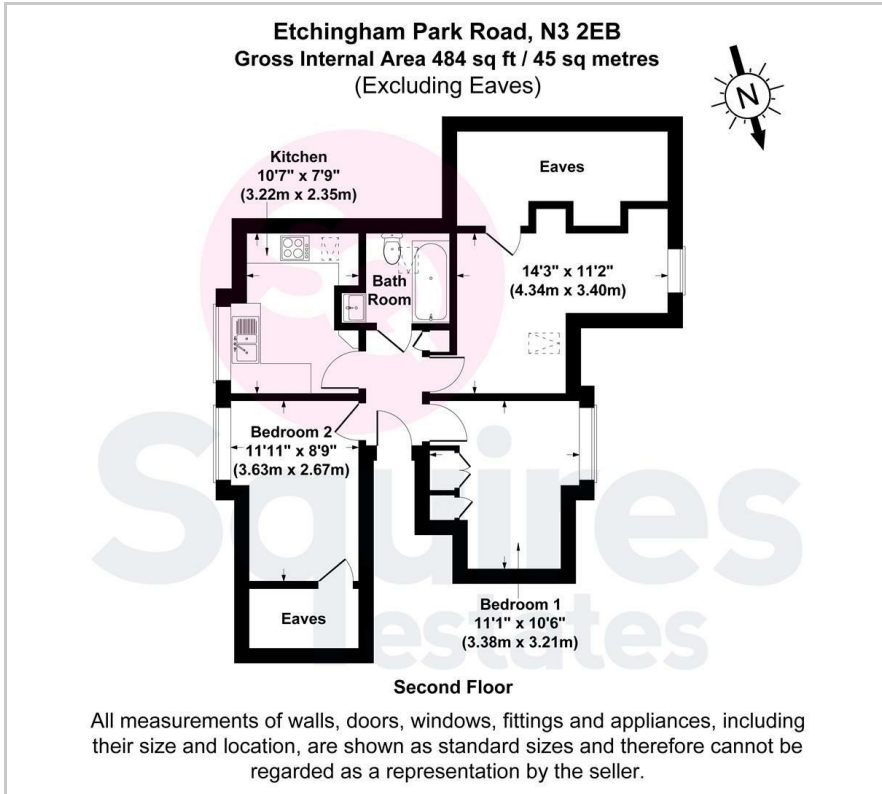 Etchingham Park Road, N3 2EB
Gross Internal Area 484 sq ft / 45 sq metres
(Excluding Eaves)
N
Kitchen
10'7" x 7'9"
(3.22m x 2.35m)
Eaves
Bath
Room
14'3" x 11'2"
(4.34m x 3.40m)
Bedroom 2
11'11" x 8'9"
(3.63m x 2.67m)
Eaves
Bedroom 1
11'1" x 10'6"
(3.38m x 3.21m)
Squires
estates
Second Floor
All measurements of walls, doors, windows, fittings and appliances, including
their size and location, are shown as standard sizes and therefore cannot be
regarded as a representation by the seller.